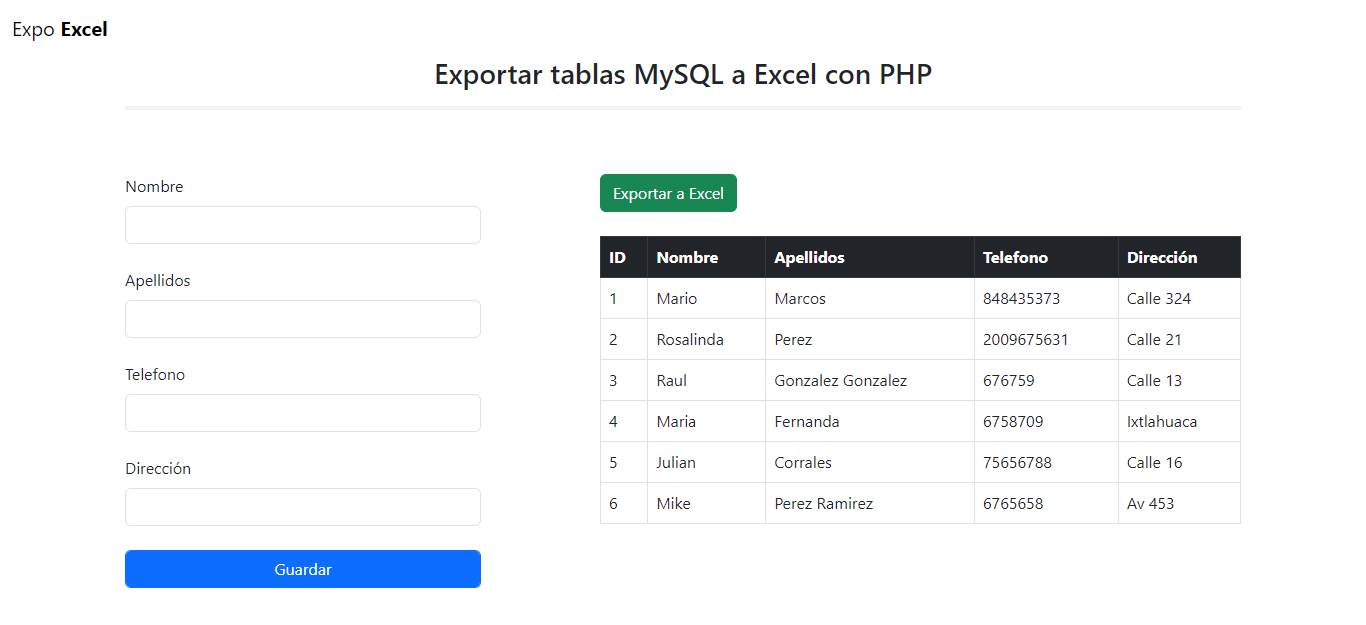 Expo Excel
Exportar tablas MySQL a Excel con PHP
Nombre
Apellidos
Telefono
Dirección
Guardar
Exportar a Excel
ID Nombre Apellidos Telefono Dirección
1 Mario Marcos 848435373 Calle 324
2 Rosalinda Perez 2009675631 Calle 21
3 Raul Gonzalez Gonzalez 676759 Calle 13
4 Maria Fernanda 6758709 Ixtlahuaca
5 Julian Corrales 75656788 Calle 16
6 Mike Perez Ramirez 6765658 Av 453